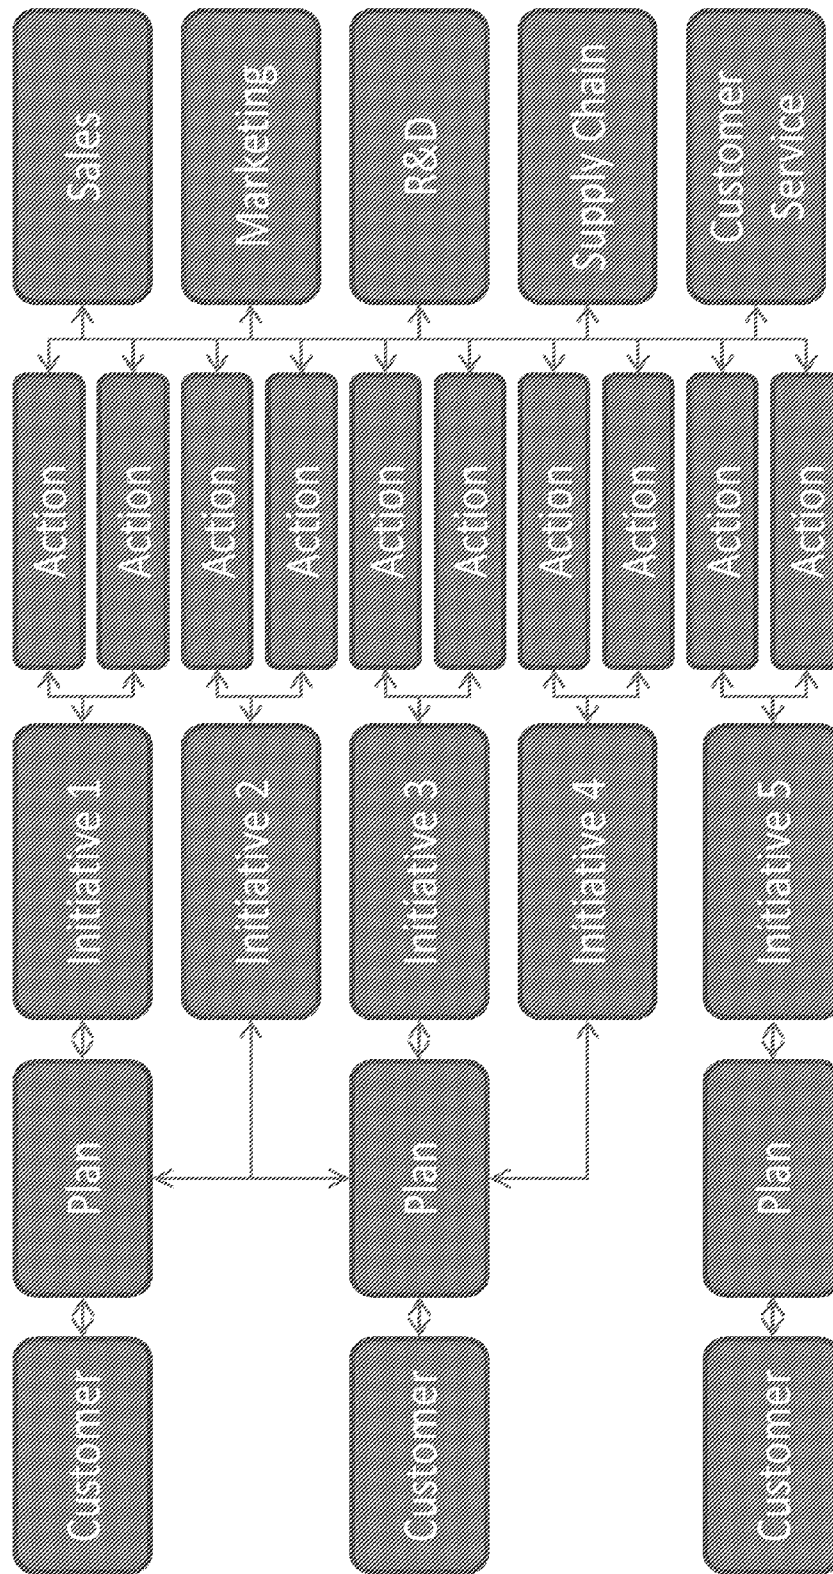 Customer
Customer
Customer
Plan
Plan
Plan
Initiative 1
Initiative 2
Initiative 3
Initiative 4
Initiative 5
Action
Action
Action
Action
Action
Action
Action
Action
Action
Action
Sales
Marketing
R&D
Supply Chain
Customer
Service